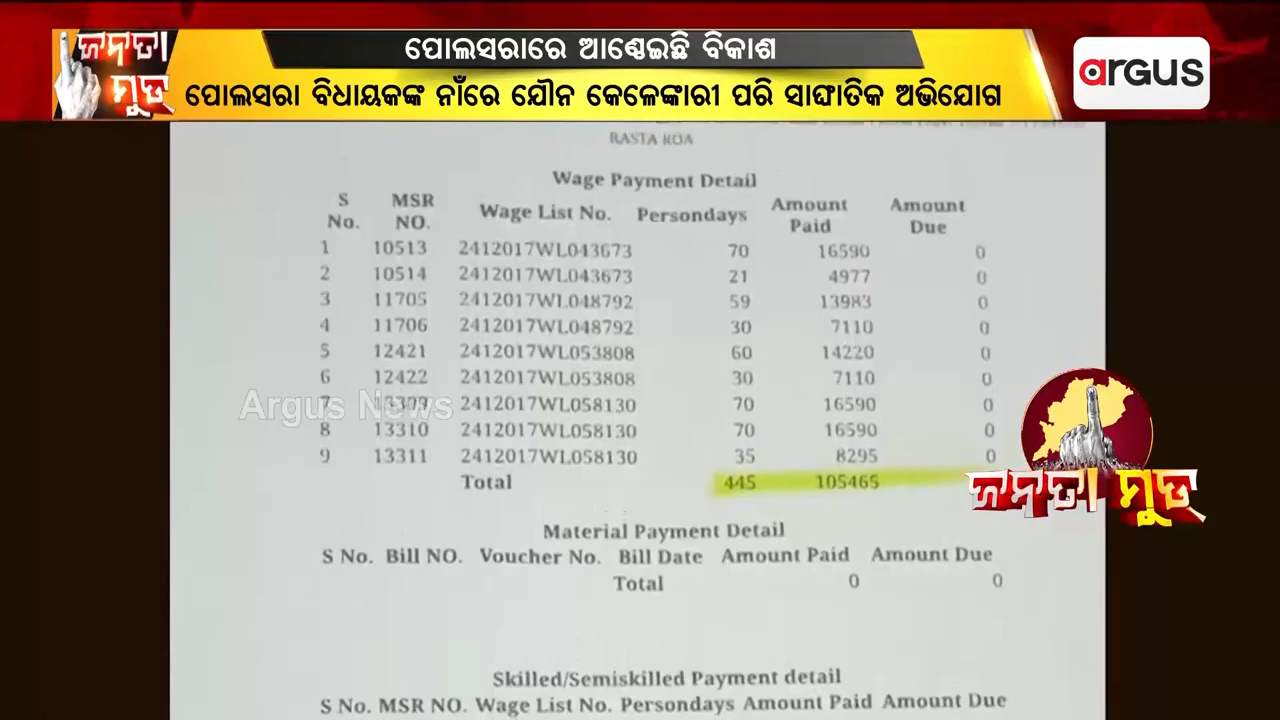 ଜନତା ମୁଡ୍
ପୋଲସରାରେ ଆଣ୍ଠେଇଛି ବିକାଶ
ପୋଲସରା ବିଧାୟକଙ୍କ ନାଁରେ ଯୌନ କେଳେଙ୍କାରୀ ପରି ସାଙ୍ଘାତିକ ଅଭିଯୋଗ
argus
RASTA KOA
Wage Payment Detail
S No. MSR NO. Wage List No. Persondays Amount Paid Amount Due
1 10513 2412017WL043673 70 16590 0
2 10514 2412017WL043673 21 4977 0
3 11705 2412017WL048792 59 13983 0
4 11706 2412017WL048792 30 7110 0
5 12421 2412017WL053808 60 14220 0
6 12422 2412017WL053808 30 7110 0
7 13309 2412017WL058130 70 16590 0
8 13310 2412017WL058130 70 16590 0
9 13311 2412017WL058130 35 8295 0
Total 445 105465
Argus News
ଜନତା ମୁଡ୍
Material Payment Detail
S No. Bill NO. Voucher No. Bill Date Amount Paid Amount Due
Total 0 0
Skilled/Semiskilled Payment detail
S No. MSR NO. Wage List No. Persondays Amount Paid Amount Due